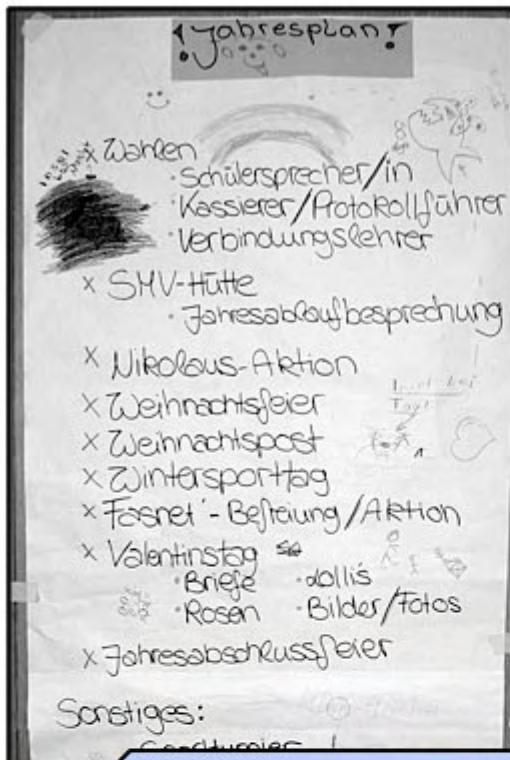 ! Jahresplan !
x Wahlen
· Schülersprecher/in
· Kassierer/Protokollführer
· Verbindungslehrer
x SMV-Hütte
· Jahresablaufbesprechung
x Nikolaus-Aktion
x Weihnachtsfeier
x Weihnachtspost
x Wintersporttag
x Fasnet-Befreiung/Aktion
x Valentinstag
· Briefe · Lollis
· Rosen · Bilder/Fotos
x Jahresabschlussfeier
Sonstiges: